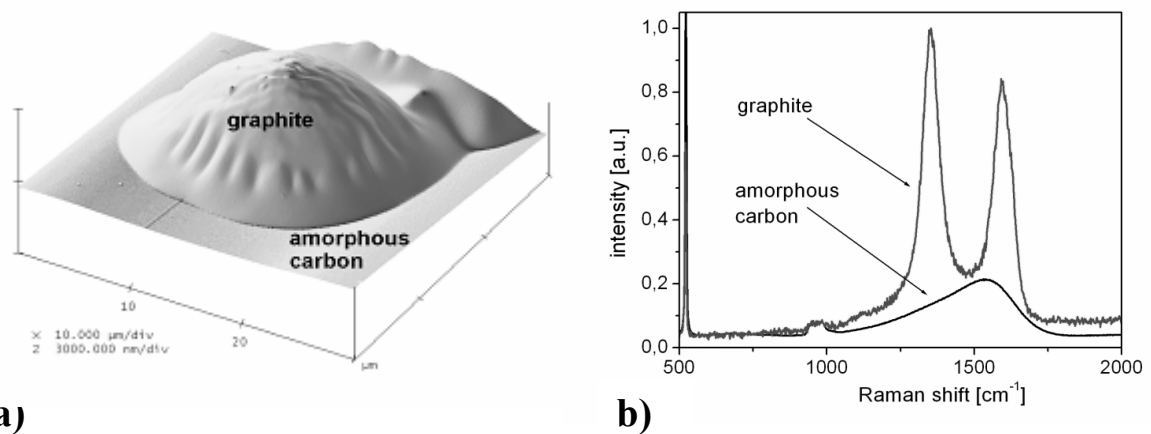 graphite
amorphous
carbon
10
20
X 10.000 µm/div
Z 3000.000 nm/div
µm
a)
1,0
0,8
0,6
0,4
0,2
0,0
intensity [a.u.]
graphite
amorphous
carbon
500
1000
1500
2000
Raman shift [cm-1]
b)